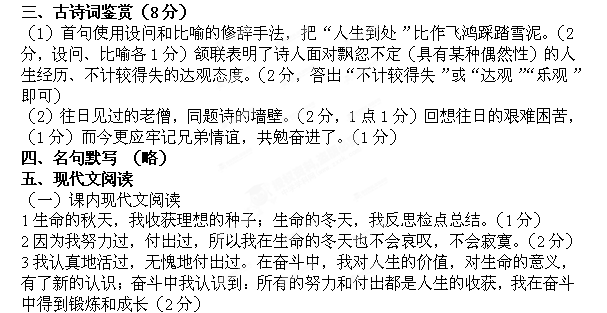 三、古诗词鉴赏（8分）
（1）首句使用设问和比喻的修辞手法，把“人生到处”比作飞鸿踩踏雪泥。（2
分，设问、比喻各1分）颔联表明了诗人面对飘忽不定（具有某种偶然性）的人
生经历、不计较得失的达观态度。（2分，答出“不计较得失”或“达观”“乐观”
即可）
（2）往日见过的老僧，同题诗的墙壁。（2分，1点1分）回想往日的艰难困苦，
（1分）而今更应牢记兄弟情谊，共勉奋进了。（1分）
四、名句默写 （略）
五、现代文阅读
（一）课内现代文阅读
1生命的秋天，我收获理想的种子；生命的冬天，我反思检点总结。（1分）
2因为我努力过，付出过，所以我在生命的冬天也不会哀叹，不会寂寞。（2分）
3我认真地活过，无愧地付出过。在奋斗中，我对人生的价值，对生命的意义，
有了新的认识；奋斗中我认识到：所有的努力和付出都是人生的收获，我在奋斗
中得到锻炼和成长（2分）